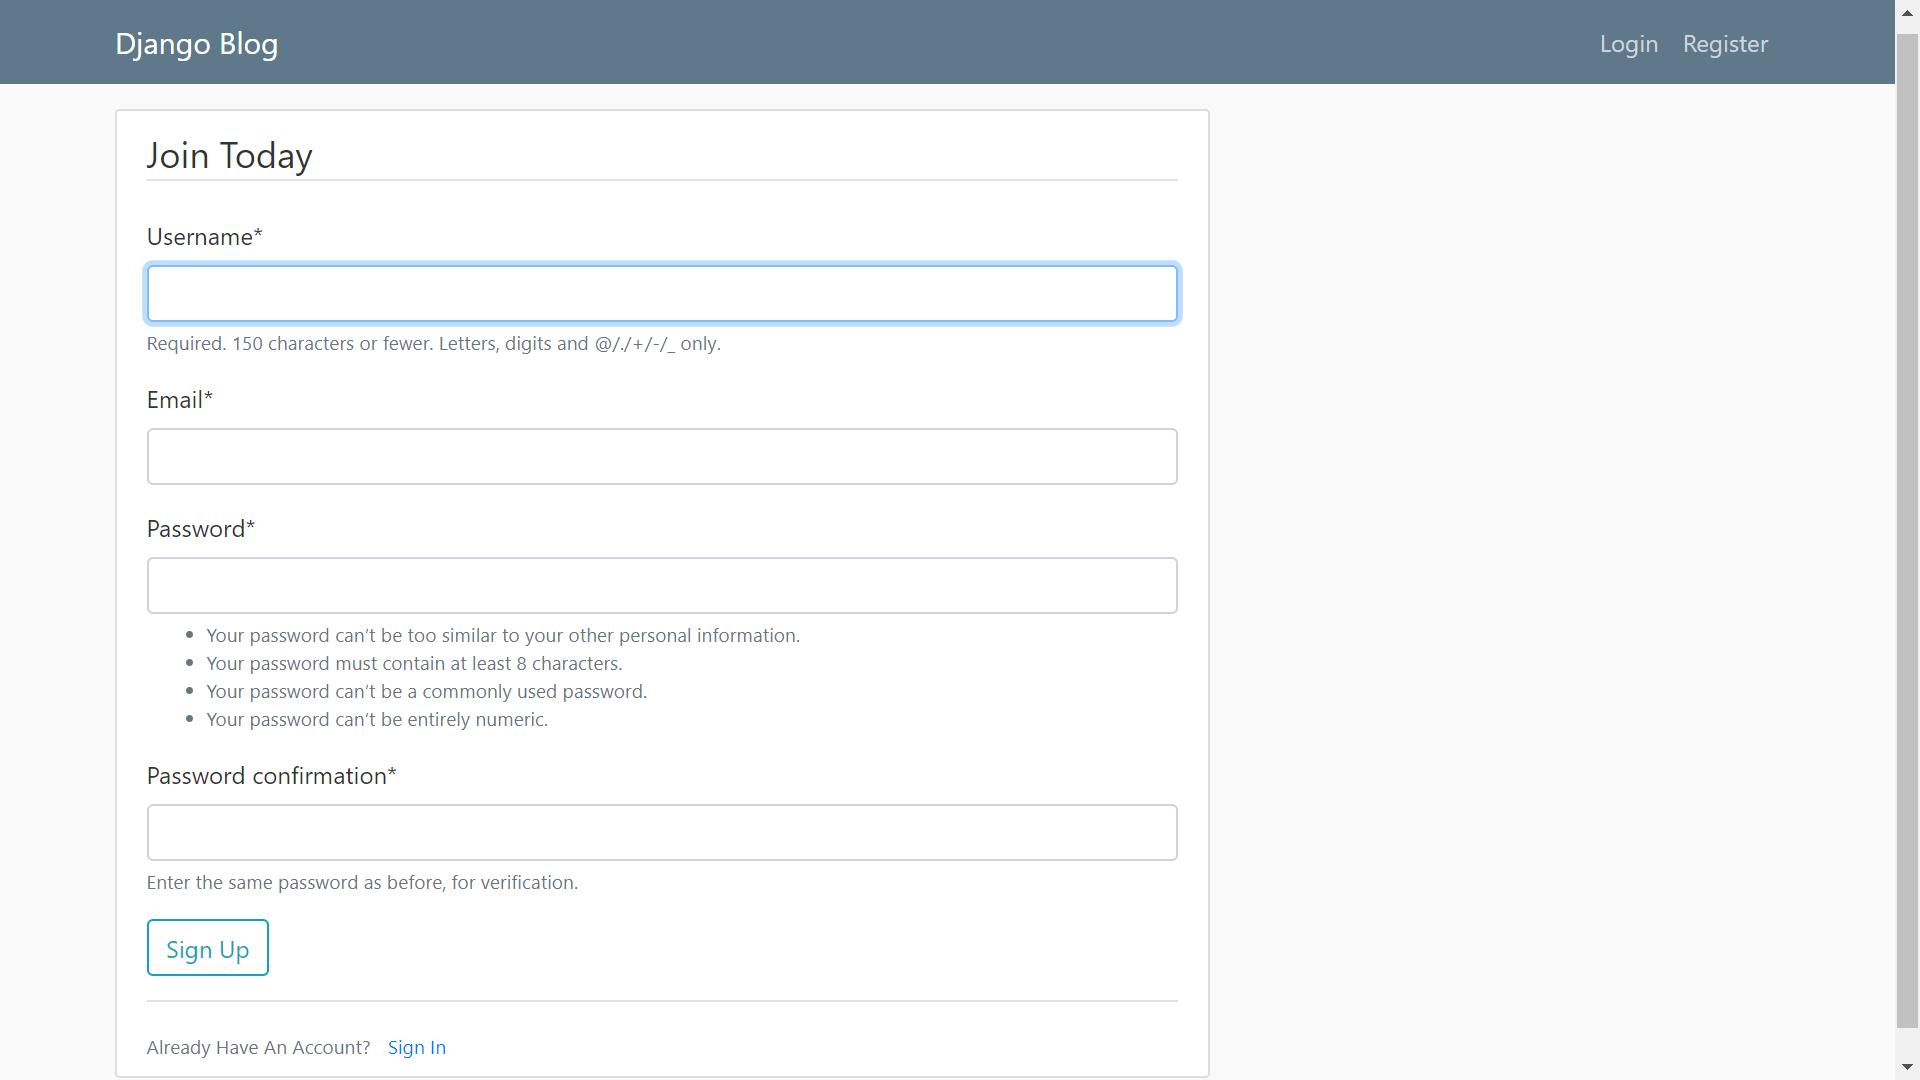 Django Blog
Login Register
Join Today
Username*
Required. 150 characters or fewer. Letters, digits and @/./+/-/_ only.
Email*
Password*
Your password can’t be too similar to your other personal information.
Your password must contain at least 8 characters.
Your password can’t be a commonly used password.
Your password can’t be entirely numeric.
Password confirmation*
Enter the same password as before, for verification.
Sign Up
Already Have An Account? Sign In